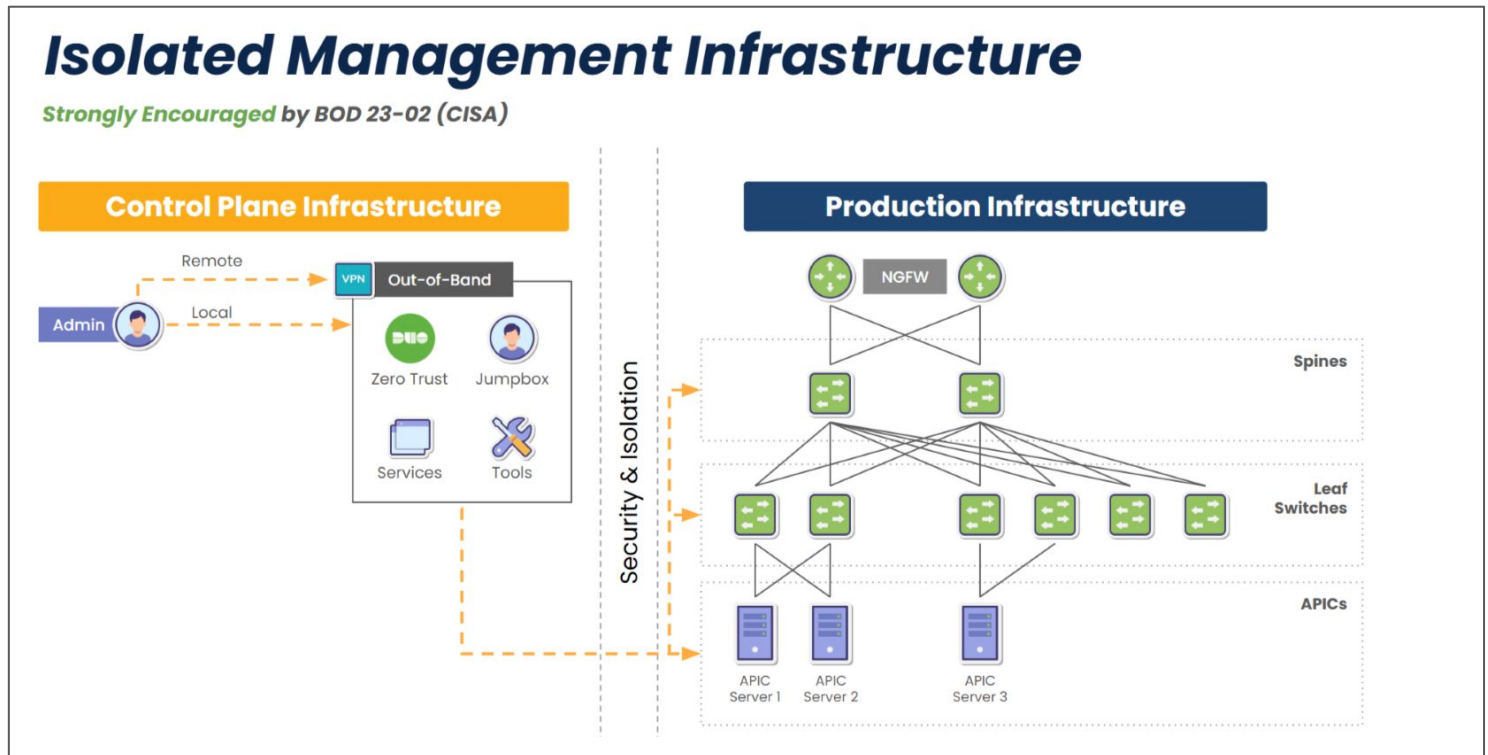 Isolated Management Infrastructure
Strongly Encouraged by BOD 23-02 (CISA)
Control Plane Infrastructure
Production Infrastructure
Remote
Local
Admin
VPN
Out-of-Band
DUO
Zero Trust
Jumpbox
Services
Tools
Security & Isolation
NGFW
Spines
Leaf
Switches
APICs
APIC
Server 1
APIC
Server 2
APIC
Server 3